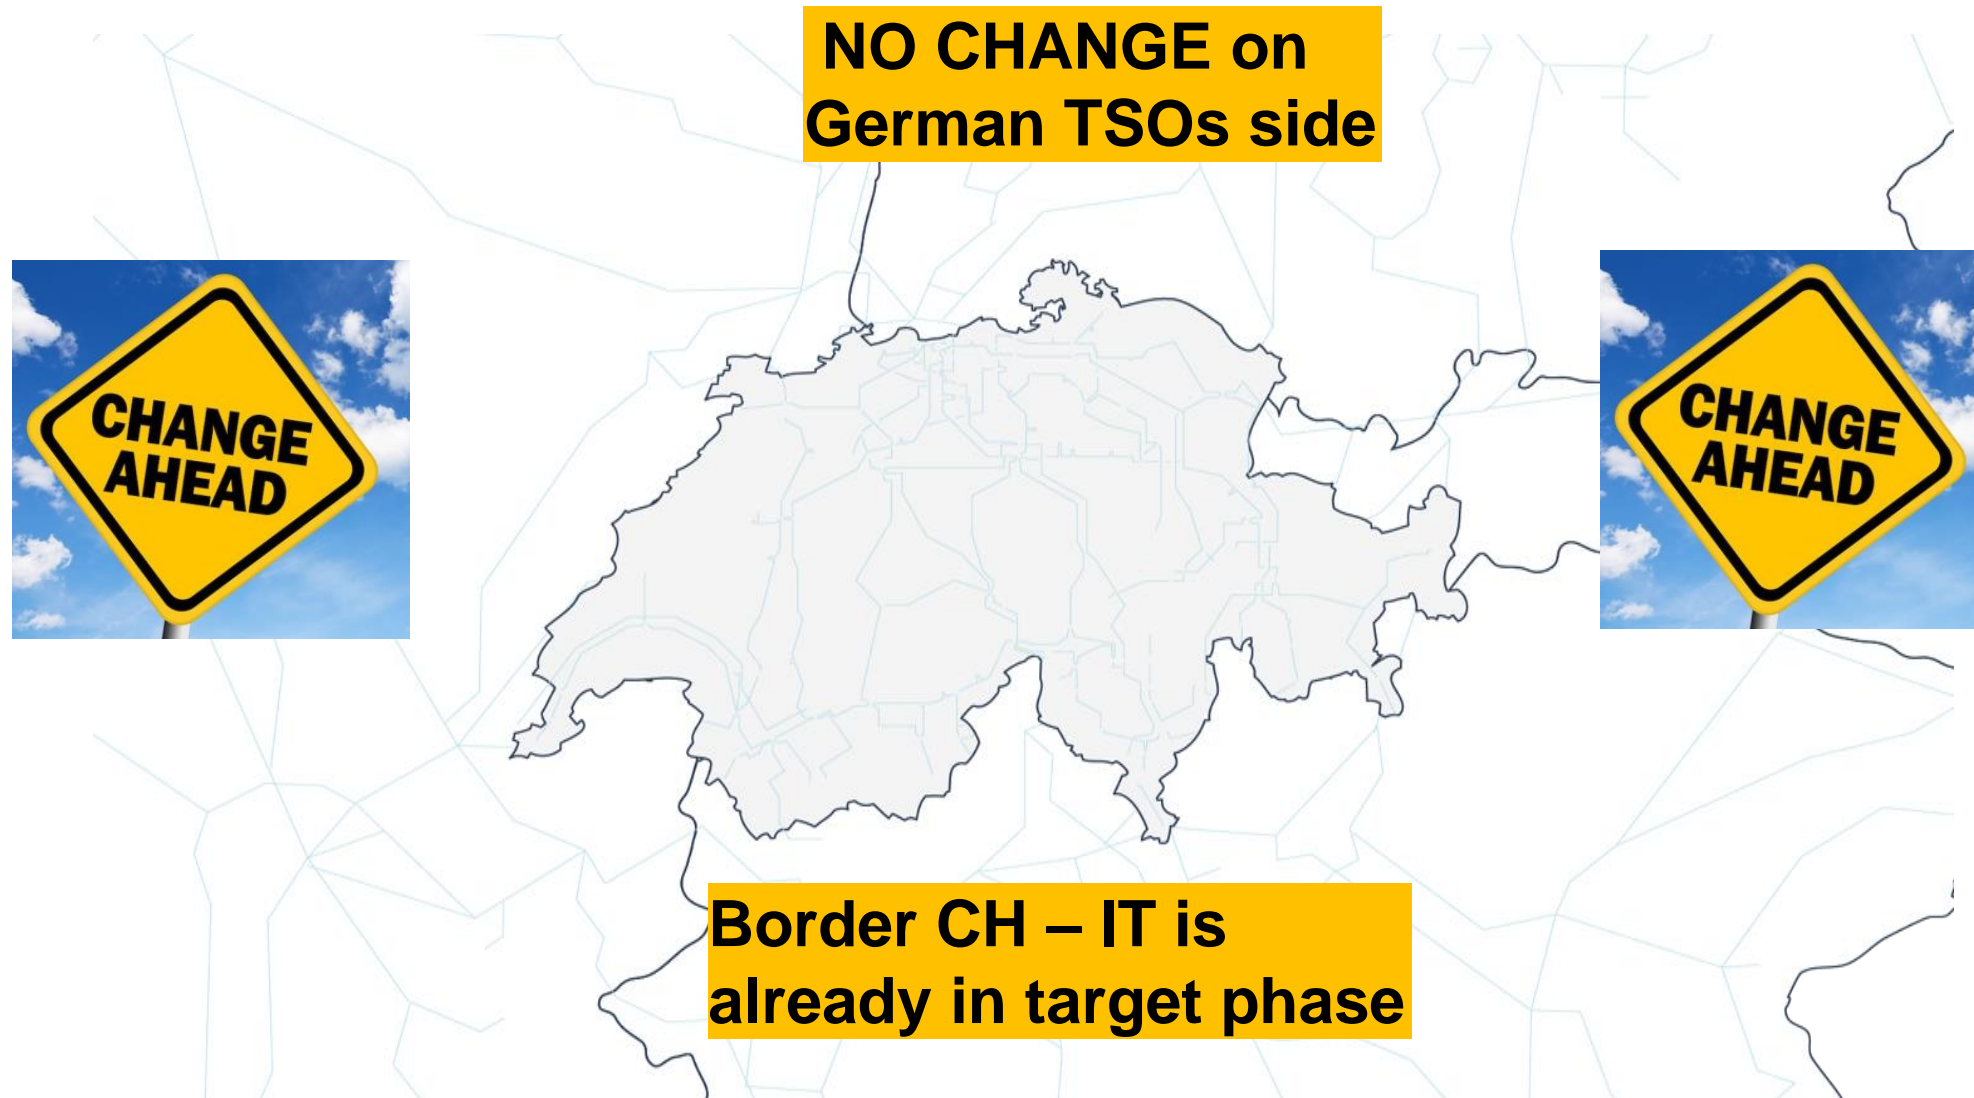 NO CHANGE on
German TSOs side
CHANGE
AHEAD
CHANGE
AHEAD
Border CH – IT is
already in target phase